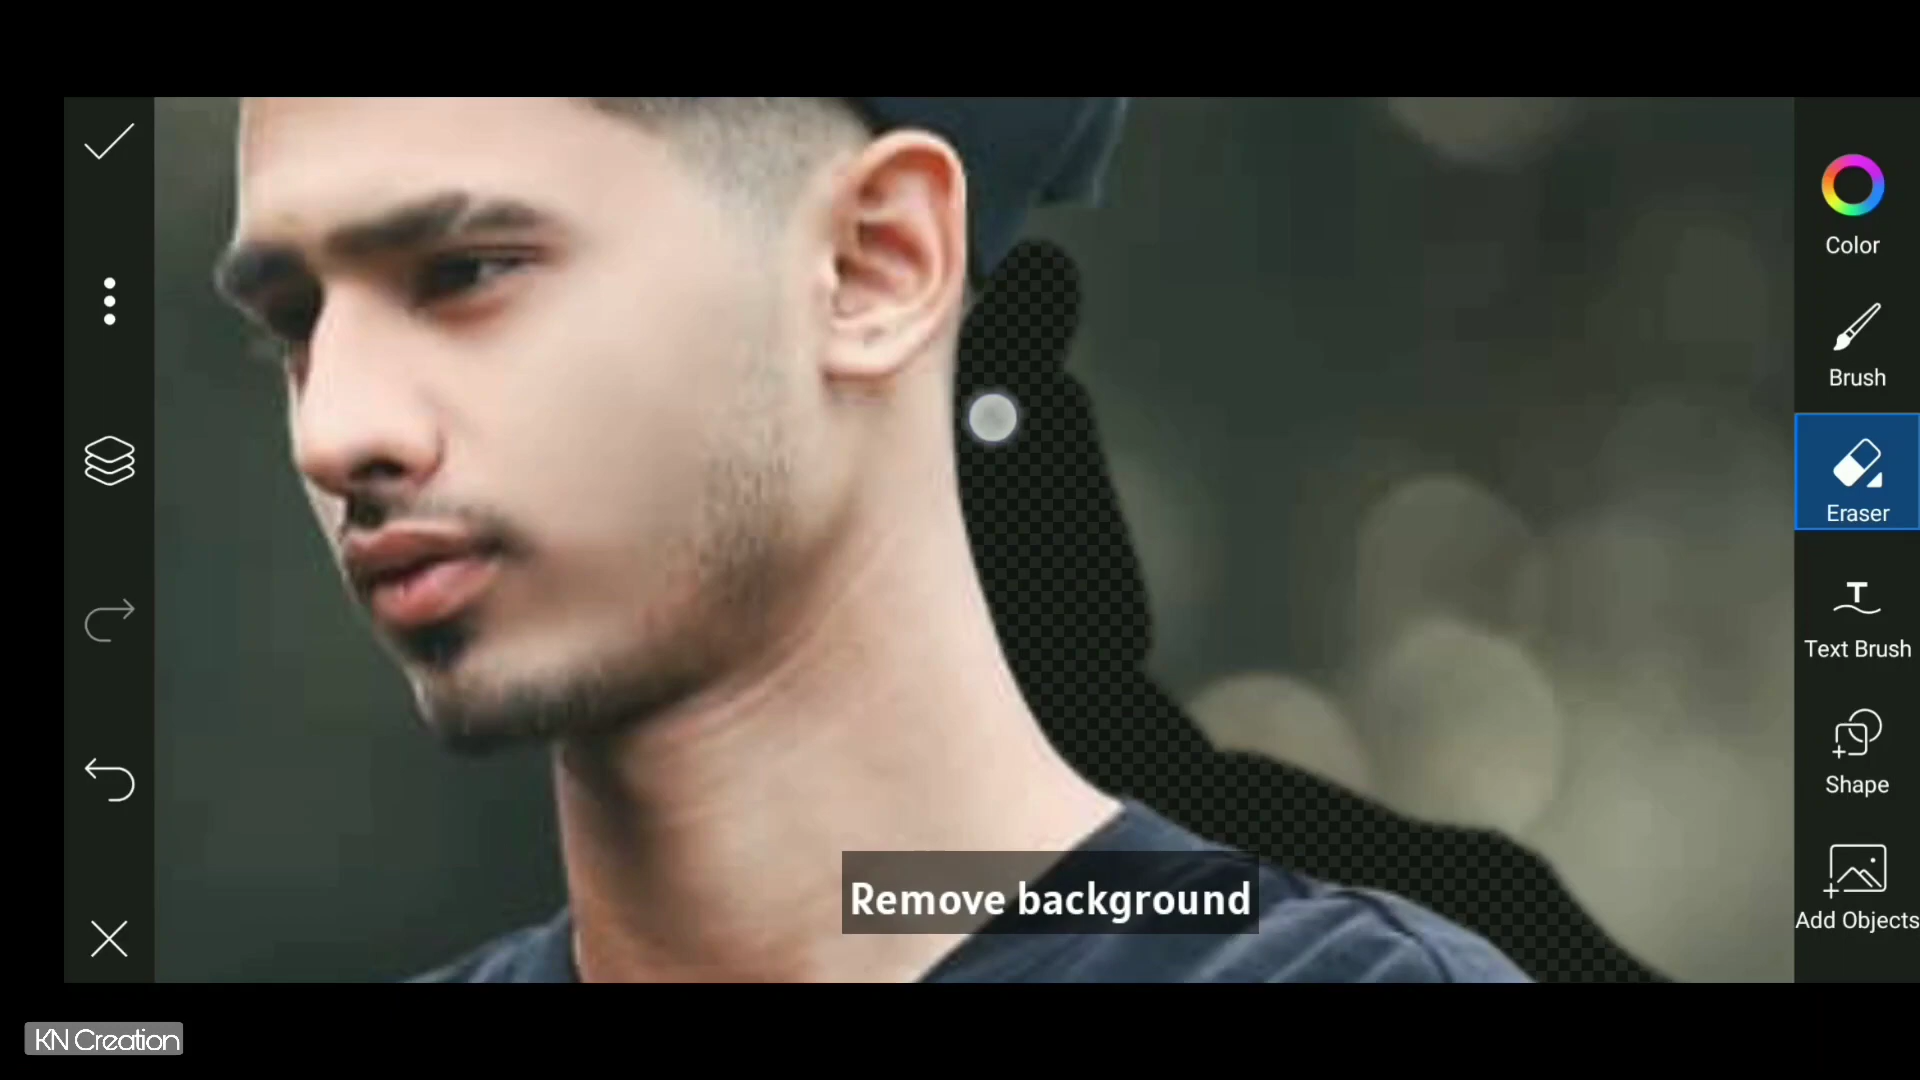 Color
Brush
Eraser
Text Brush
Shape
Add Objects
Remove background
KN Creation